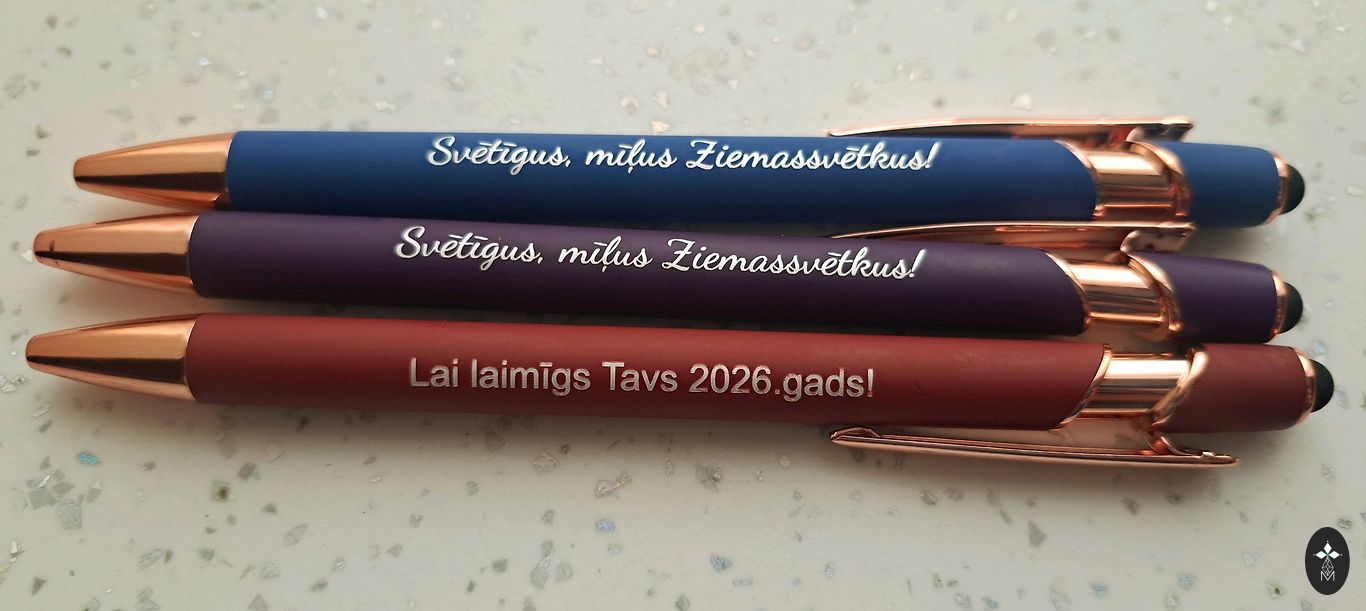 Svētīgus, mīļus Ziemassvētkus!
Svētīgus, mīļus Ziemassvētkus!
Lai laimīgs Tavs 2026.gads!
M